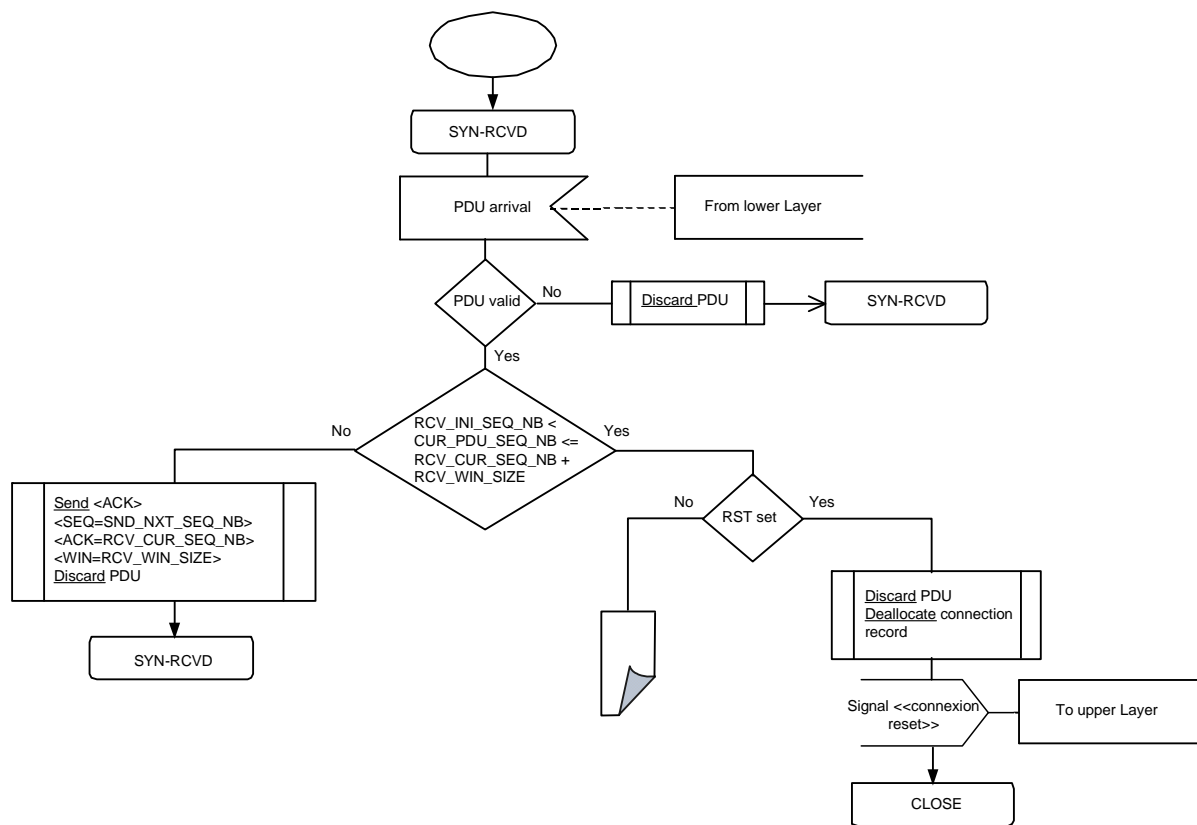 SYN-RCVD
PDU arrival
From lower Layer
PDU valid
No
Discard PDU
SYN-RCVD
Yes
No
RCV_INI_SEQ_NB <
CUR_PDU_SEQ_NB <=
RCV_CUR_SEQ_NB +
RCV_WIN_SIZE
Yes
Send <ACK>
<SEQ=SND_NXT_SEQ_NB>
<ACK=RCV_CUR_SEQ_NB>
<WIN=RCV_WIN_SIZE>
Discard PDU
SYN-RCVD
No
RST set
Yes
Discard PDU
Deallocate connection
record
Signal <<connexion
reset>>
To upper Layer
CLOSE